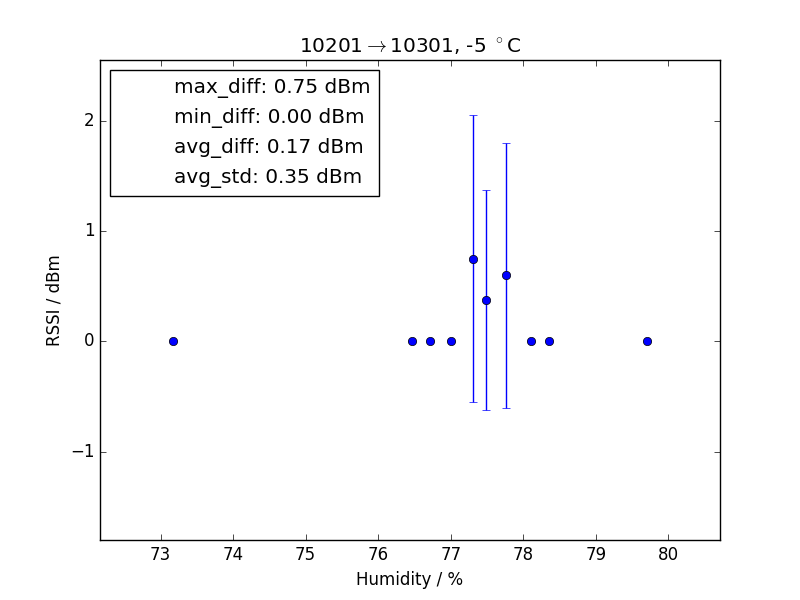 10201→10301, -5 °C
max_diff: 0.75 dBm
min_diff: 0.00 dBm
avg_diff: 0.17 dBm
avg_std: 0.35 dBm
RSSI / dBm
2
1
0
−1
73 74 75 76 77 78 79 80
Humidity / %